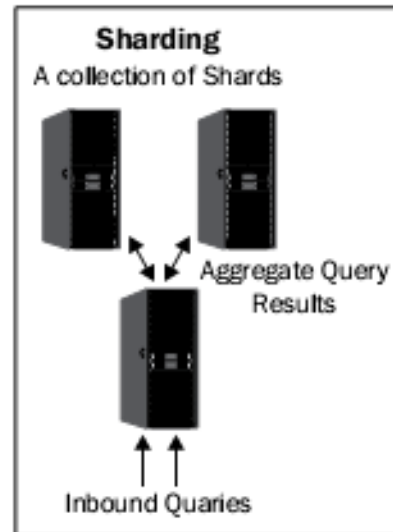 Sharding
A collection of Shards
Aggregate Query
Results
Inbound Quaries